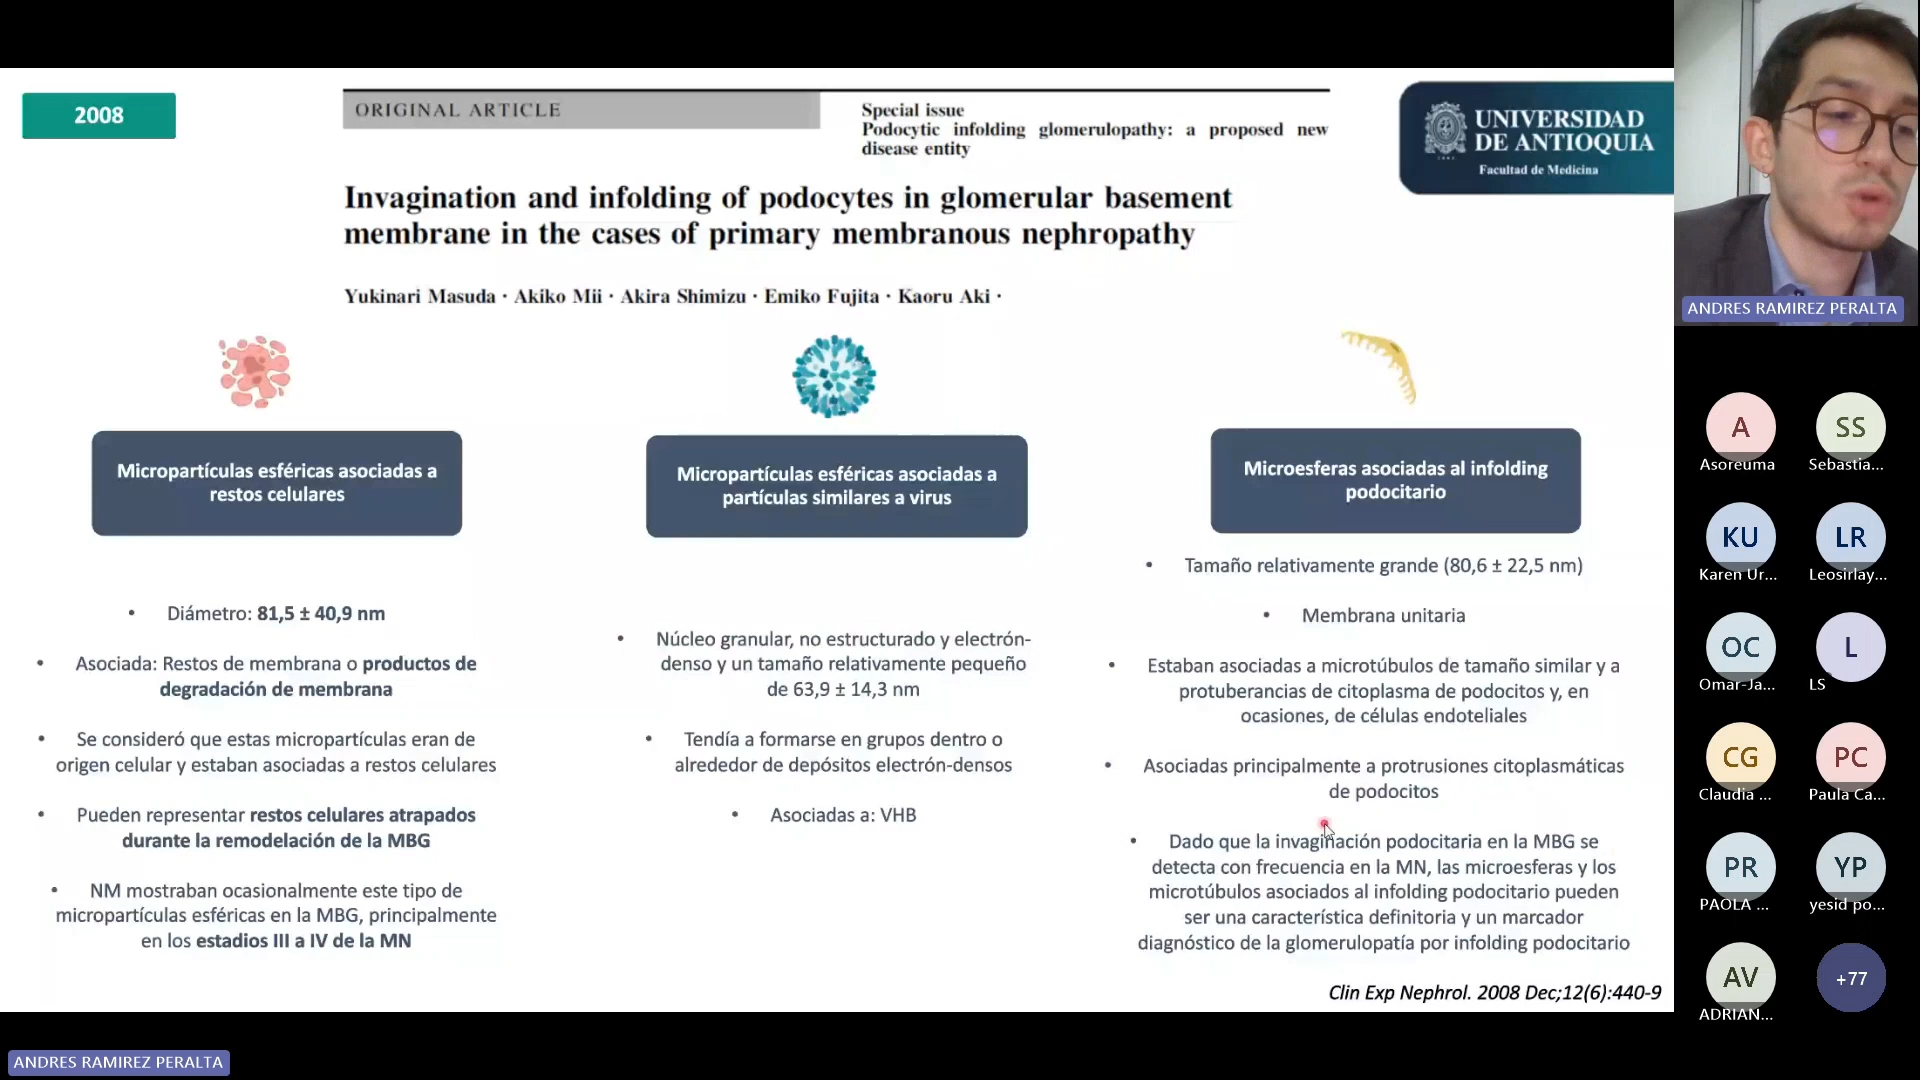 2008
ORIGINAL ARTICLE
Special issue
Podocytic infolding glomerulopathy: a proposed new
disease entity
UNIVERSIDAD
DE ANTIOQUIA
1803
Facultad de Medicina
Invagination and infolding of podocytes in glomerular basement
membrane in the cases of primary membranous nephropathy
Yukinari Masuda · Akiko Mii · Akira Shimizu · Emiko Fujita · Kaoru Aki ·
Micropartículas esféricas asociadas a
restos celulares
• Diámetro: 81,5 ± 40,9 nm
• Asociada: Restos de membrana o productos de
degradación de membrana
• Se consideró que estas micropartículas eran de
origen celular y estaban asociadas a restos celulares
• Pueden representar restos celulares atrapados
durante la remodelación de la MBG
• NM mostraban ocasionalmente este tipo de
micropartículas esféricas en la MBG, principalmente
en los estadios III a IV de la MN
Micropartículas esféricas asociadas a
partículas similares a virus
• Núcleo granular, no estructurado y electrón-
denso y un tamaño relativamente pequeño
de 63,9 ± 14,3 nm
• Tendía a formarse en grupos dentro o
alrededor de depósitos electrón-densos
• Asociadas a: VHB
Microesferas asociadas al infolding
podocitario
• Tamaño relativamente grande (80,6 ± 22,5 nm)
• Membrana unitaria
• Estaban asociadas a microtúbulos de tamaño similar y a
protuberancias de citoplasma de podocitos y, en
ocasiones, de células endoteliales
• Asociadas principalmente a protrusiones citoplasmáticas
de podocitos
• Dado que la invaginación podocitaria en la MBG se
detecta con frecuencia en la MN, las microesferas y los
microtúbulos asociados al infolding podocitario pueden
ser una característica definitoria y un marcador
diagnóstico de la glomerulopatía por infolding podocitario
Clin Exp Nephrol. 2008 Dec;12(6):440-9
ANDRES RAMIREZ PERALTA
ANDRES RAMIREZ PERALTA
A
Asoreuma
SS
Sebastia...
KU
Karen Ur...
LR
Leosirlay...
OC
Omar-Ja...
L
LS
CG
Claudia ...
PC
Paula Ca...
PR
PAOLA ...
YP
yesid po...
AV
ADRIAN...
+77